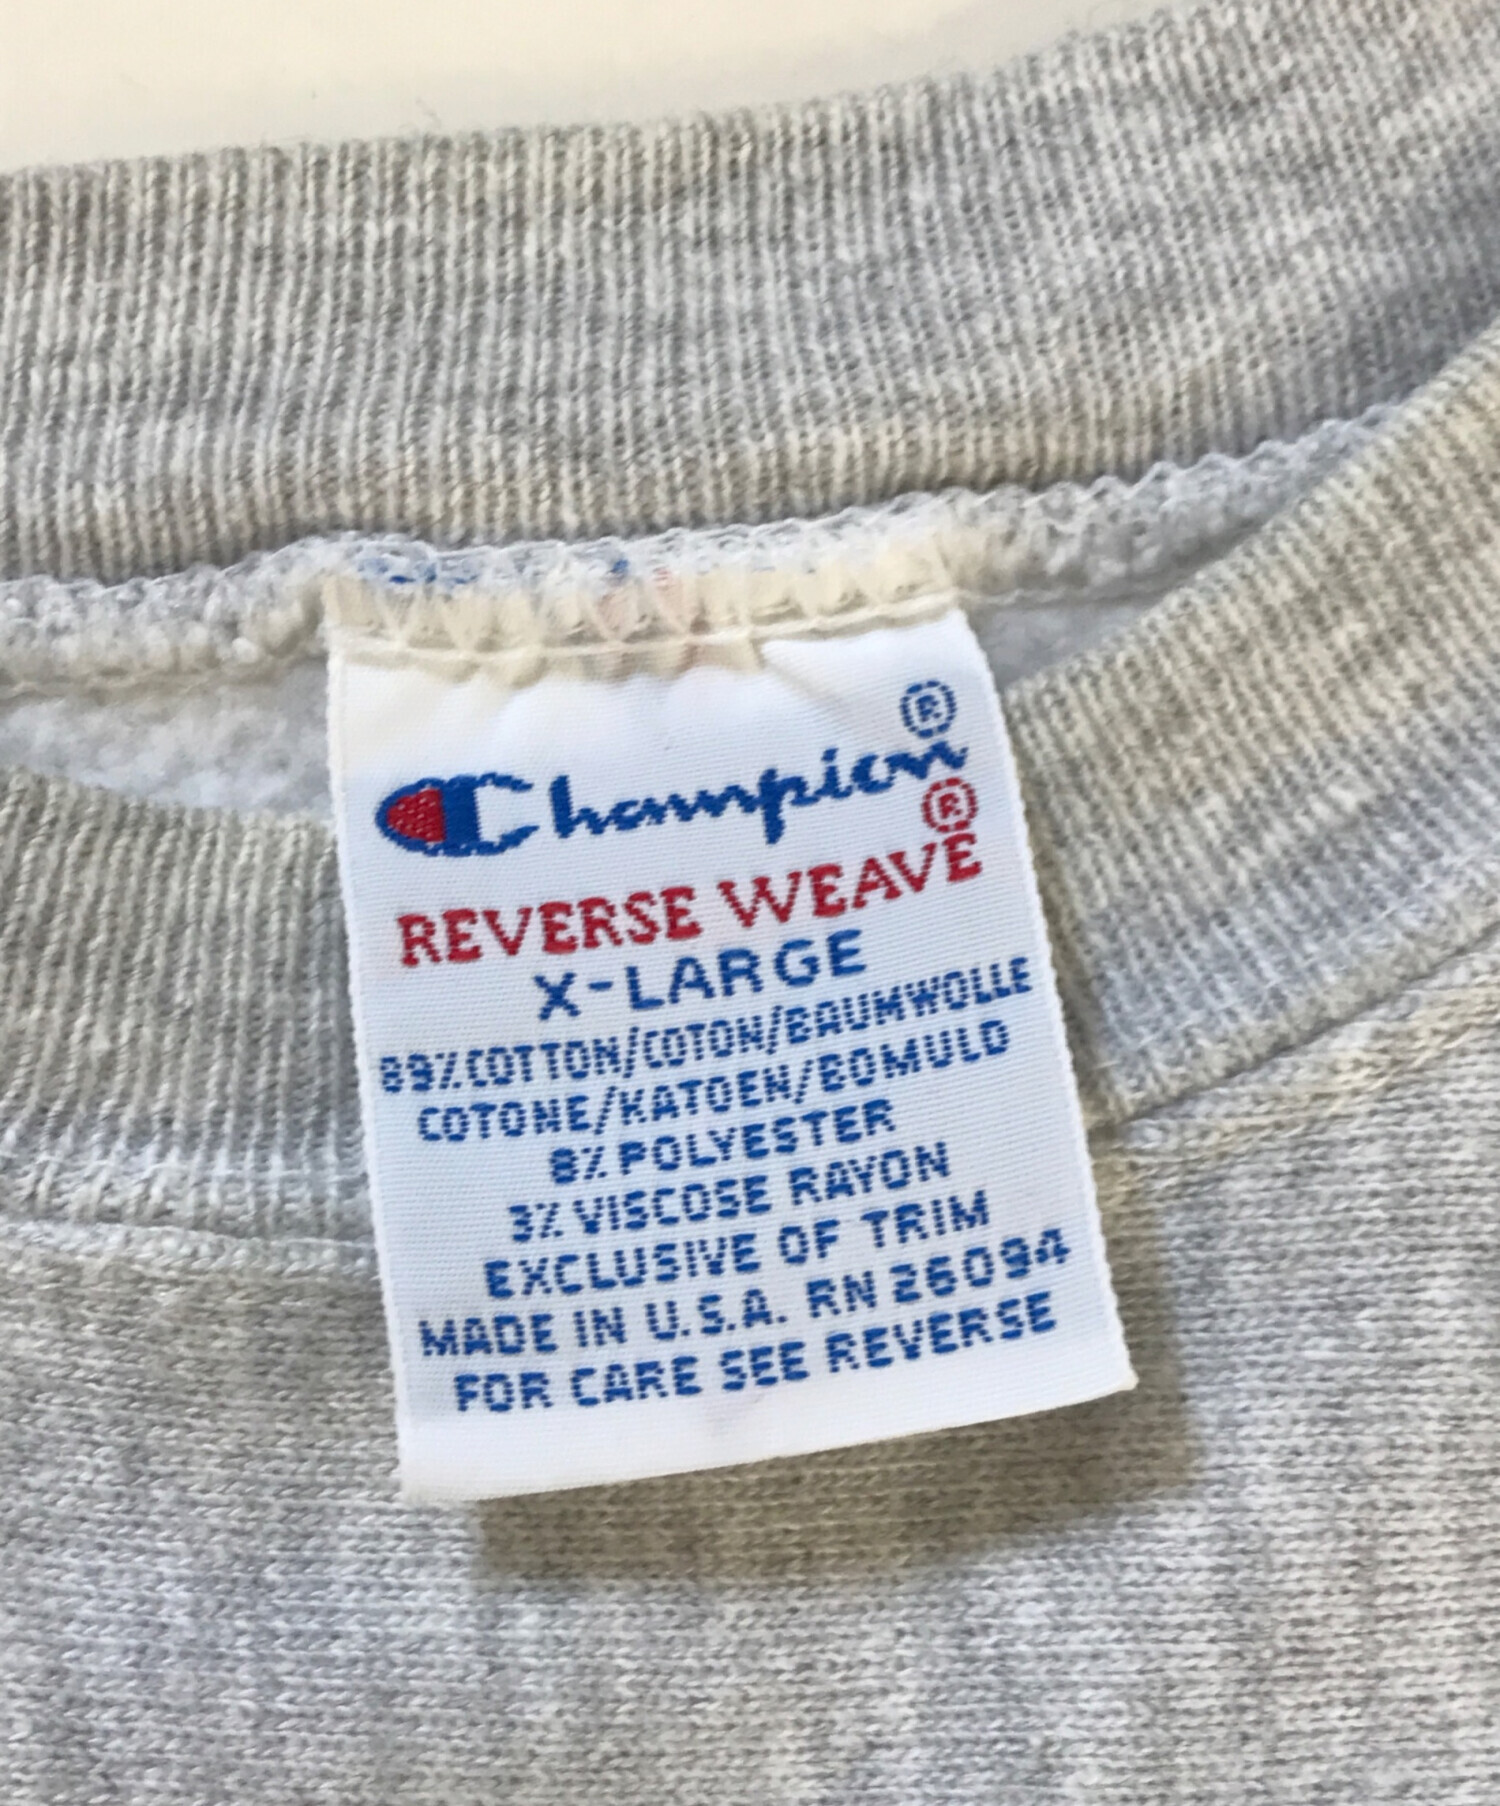 Champion®
REVERSE WEAVE®
X-LARGE
89% COTTON/COTON/BAUMWOLLE
COTONE/KATOEN/BOMULD
8% POLYESTER
3% VISCOSE RAYON
EXCLUSIVE OF TRIM
MADE IN U.S.A. RN 26094
FOR CARE SEE REVERSE